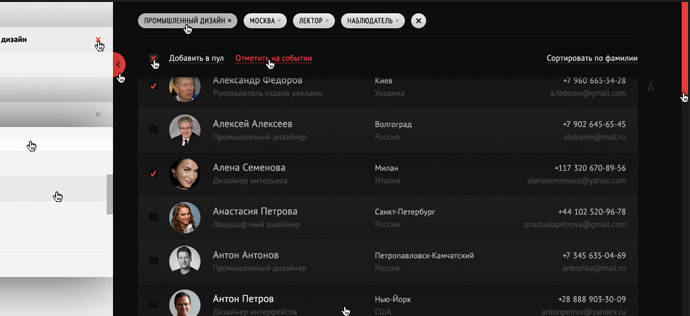 ПРОМЫШЛЕННЫЙ ДИЗАЙН × МОСКВА × ЛЕКТОР × НАБЛЮДАТЕЛЬ ×
дизайн
Добавить в пул Отметить на событии Сортировать по фамилии
Александр Федоров Киев +7 960 665-34-28
Руководитель отдела рекламы Украина a.fedorov@gmail.com
А
Алексей Алексеев Волгоград +7 902 645-65-45
Промышленный дизайнер Россия alekseev@mail.ru
Алена Семенова Милан +117 320 670-89-56
Дизайнер интерьера Италия alenasemenova@yahoo.com
Анастасия Петрова Санкт-Петербург +44 102 520-96-78
Ландшафтный дизайнер Россия anastasiapetrova@gmail.com
Антон Антонов Петропавловск-Камчатский +7 345 635-04-69
Промышленный дизайнер Россия antoshka@mail.ru
Антон Петров Нью-Йорк +28 888 903-30-09
Дизайнер интерфейсов США antonpetrov@yandex.ru